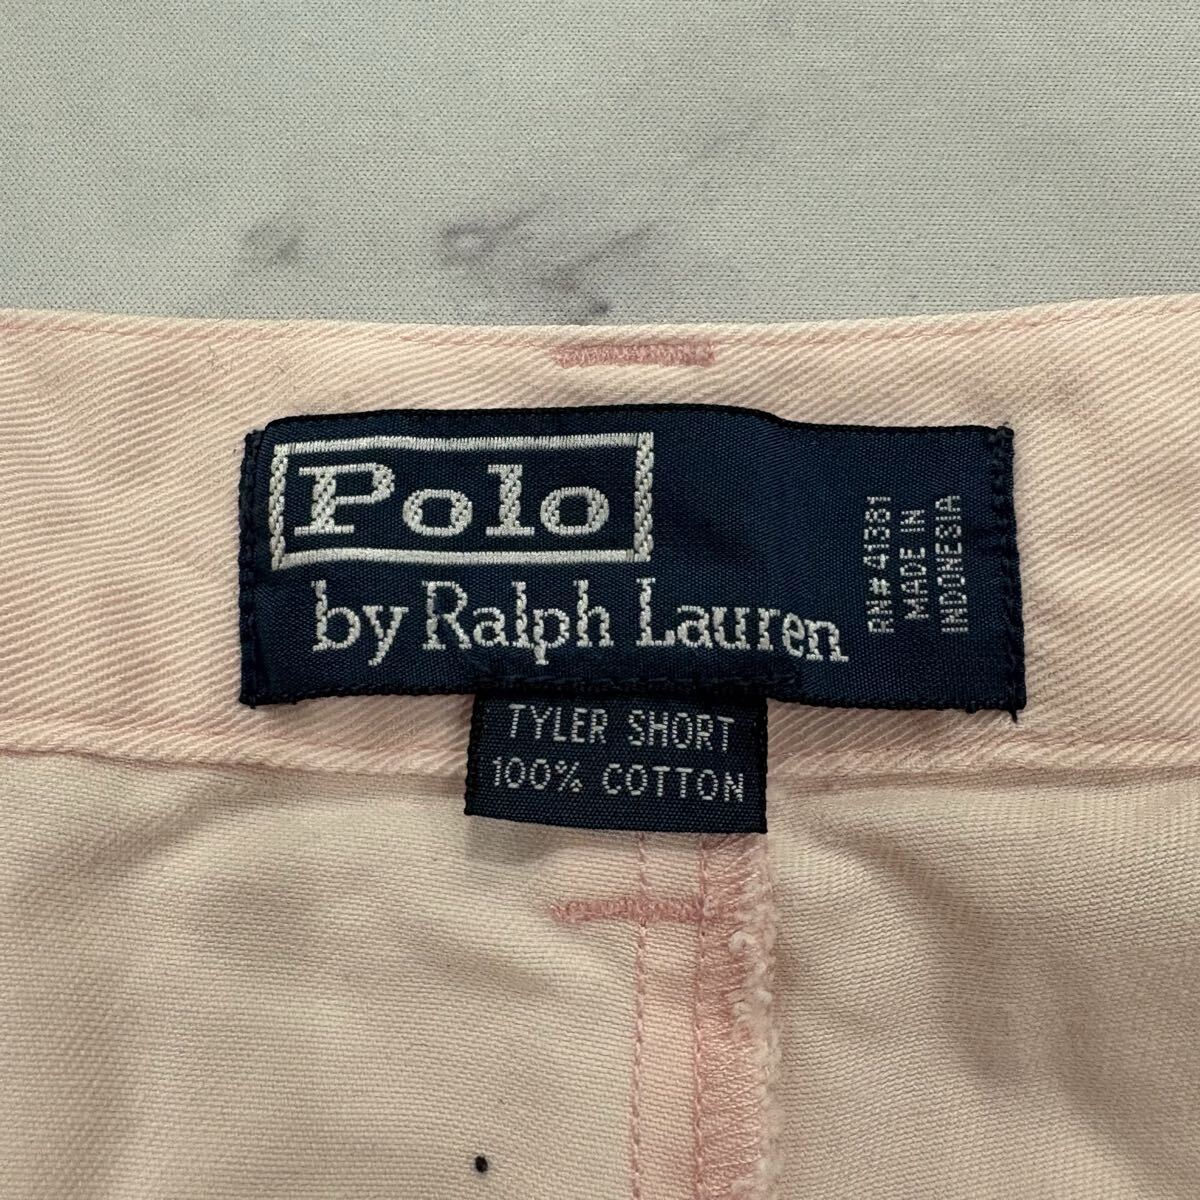 Polo
by Ralph Lauren
RN# 41381
MADE IN
INDONESIA
TYLER SHORT
100% COTTON